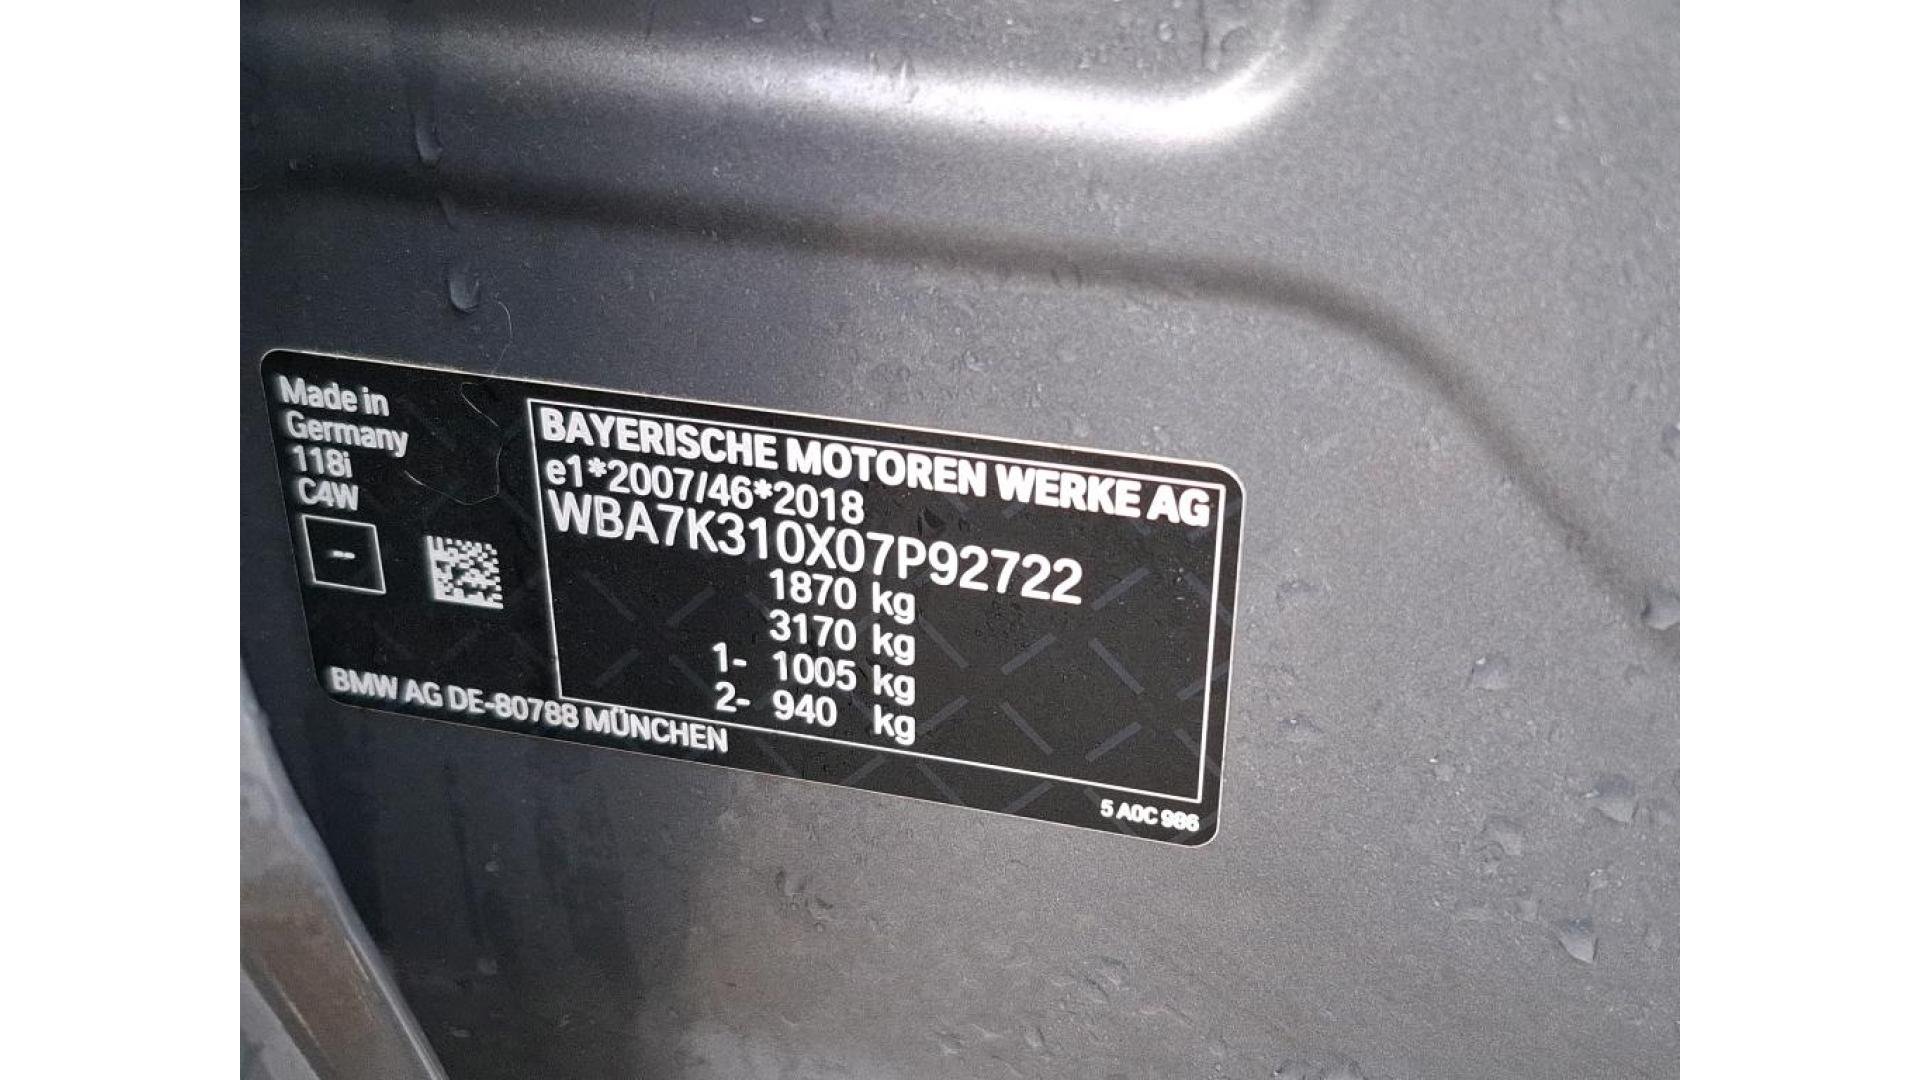 Made in
Germany
118i
C4W
--
BAYERISCHE MOTOREN WERKE AG
e1*2007/46*2018
WBA7K310X07P92722
1870 kg
3170 kg
1- 1005 kg
2- 940 kg
BMW AG DE-80788 MÜNCHEN
5 A0C 986